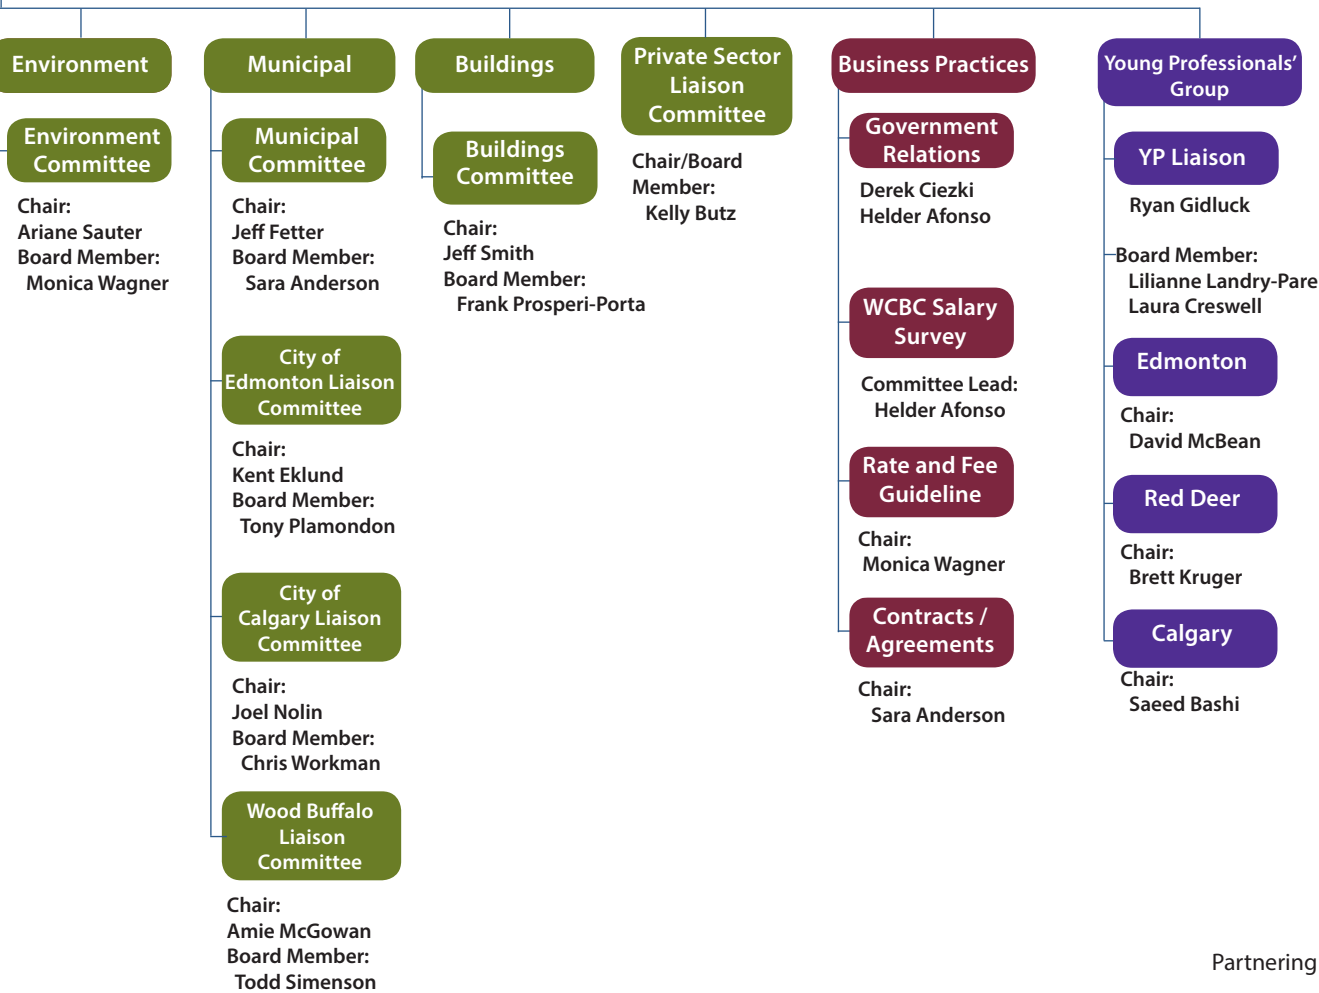 Environment
Environment
Committee
Chair:
Ariane Sauter
Board Member:
Monica Wagner
Municipal
Municipal
Committee
Chair:
Jeff Fetter
Board Member:
Sara Anderson
City of
Edmonton Liaison
Committee
Chair:
Kent Eklund
Board Member:
Tony Plamondon
City of
Calgary Liaison
Committee
Chair:
Joel Nolin
Board Member:
Chris Workman
Wood Buffalo
Liaison
Committee
Chair:
Amie McGowan
Board Member:
Todd Simenson
Buildings
Buildings
Committee
Chair:
Jeff Smith
Board Member:
Frank Prosperi-Porta
Private Sector
Liaison
Committee
Chair/Board
Member:
Kelly Butz
Business Practices
Government
Relations
Derek Ciezki
Helder Afonso
WCBC Salary
Survey
Committee Lead:
Helder Afonso
Rate and Fee
Guideline
Chair:
Monica Wagner
Contracts /
Agreements
Chair:
Sara Anderson
Young Professionals’
Group
YP Liaison
Ryan Gidluck
Board Member:
Lilianne Landry-Pare
Laura Creswell
Edmonton
Chair:
David McBean
Red Deer
Chair:
Brett Kruger
Calgary
Chair:
Saeed Bashi
Partnering